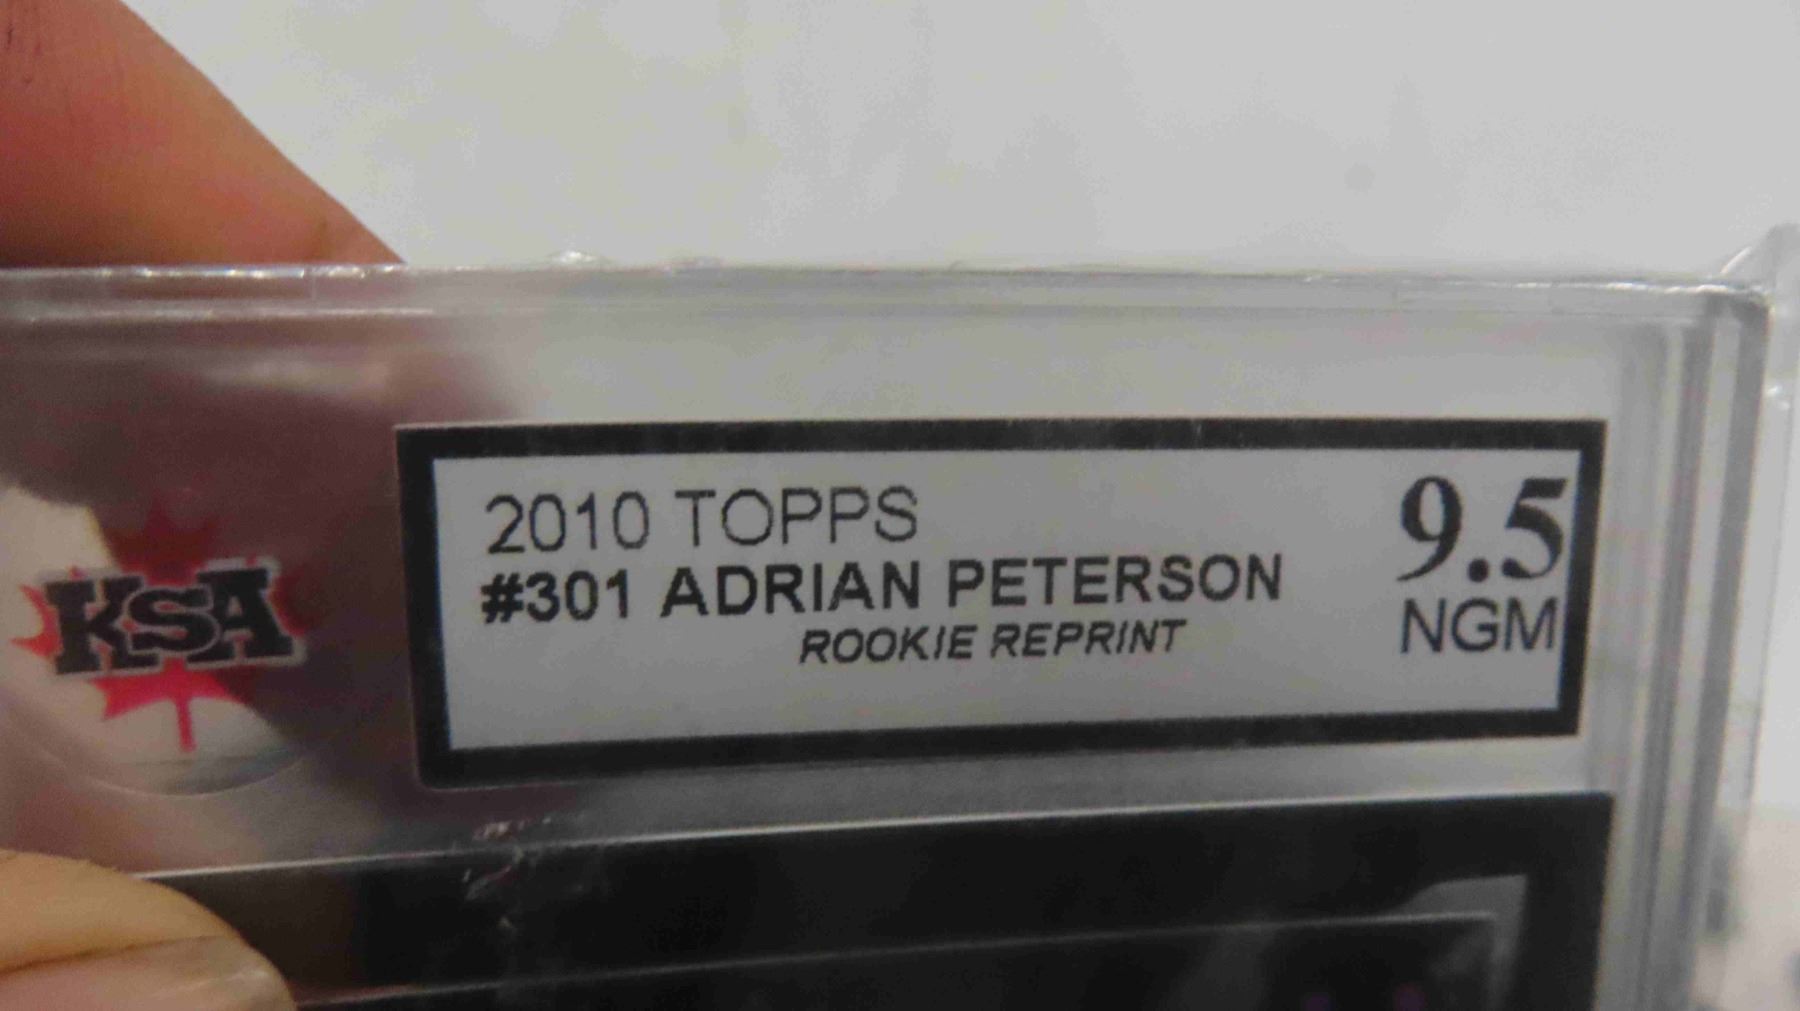 KSA
2010 TOPPS
#301 ADRIAN PETERSON
ROOKIE REPRINT
9.5
NGM